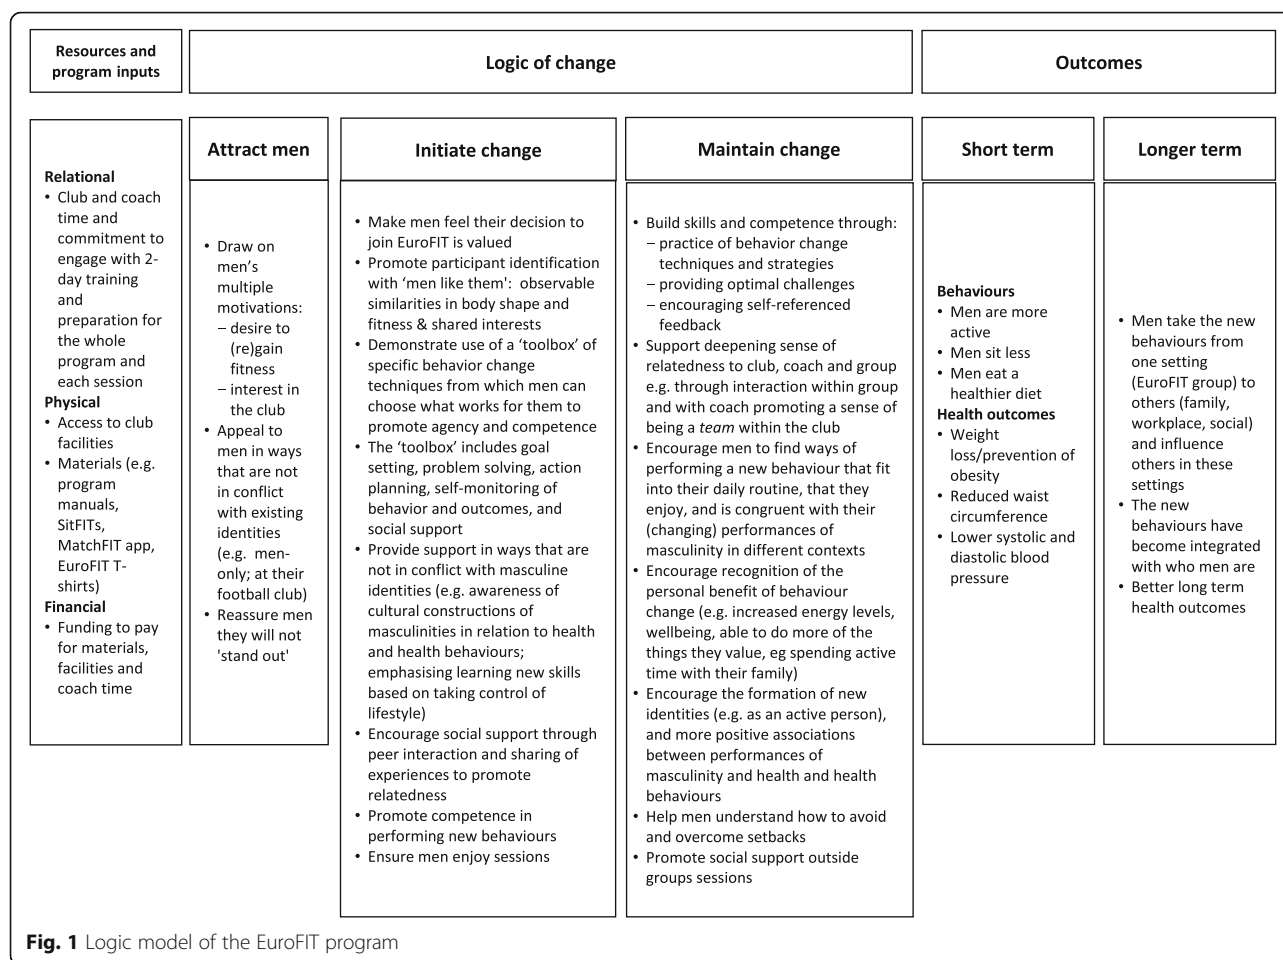 Resources and
program inputs
Logic of change
Outcomes
Relational
• Club and coach
time and
commitment to
engage with 2-
day training
and
preparation for
the whole
program and
each session
Physical
• Access to club
facilities
• Materials (e.g.
program
manuals,
SitFITs,
MatchFIT app,
EuroFIT T-
shirts)
Financial
• Funding to pay
for materials,
facilities and
coach time
Attract men
• Draw on
men's
multiple
motivations:
– desire to
(re)gain
fitness
– interest in
the club
• Appeal to
men in ways
that are not
in conflict
with existing
identities
(e.g. men-
only; at their
football club)
• Reassure men
they will not
'stand out'
Initiate change
• Make men feel their decision to
join EuroFIT is valued
• Promote participant identification
with ‘men like them': observable
similarities in body shape and
fitness & shared interests
• Demonstrate use of a ‘toolbox’ of
specific behavior change
techniques from which men can
choose what works for them to
promote agency and competence
• The ‘toolbox’ includes goal
setting, problem solving, action
planning, self-monitoring of
behavior and outcomes, and
social support
• Provide support in ways that are
not in conflict with masculine
identities (e.g. awareness of
cultural constructions of
masculinities in relation to health
and health behaviours;
emphasising learning new skills
based on taking control of
lifestyle)
• Encourage social support through
peer interaction and sharing of
experiences to promote
relatedness
• Promote competence in
performing new behaviours
• Ensure men enjoy sessions
Maintain change
• Build skills and competence through:
– practice of behavior change
techniques and strategies
– providing optimal challenges
– encouraging self-referenced
feedback
• Support deepening sense of
relatedness to club, coach and group
e.g. through interaction within group
and with coach promoting a sense of
being a team within the club
• Encourage men to find ways of
performing a new behaviour that fit
into their daily routine, that they
enjoy, and is congruent with their
(changing) performances of
masculinity in different contexts
• Encourage recognition of the
personal benefit of behaviour
change (e.g. increased energy levels,
wellbeing, able to do more of the
things they value, eg spending active
time with their family)
• Encourage the formation of new
identities (e.g. as an active person),
and more positive associations
between performances of
masculinity and health and health
behaviours
• Help men understand how to avoid
and overcome setbacks
• Promote social support outside
groups sessions
Short term
Behaviours
• Men are more
active
• Men sit less
• Men eat a
healthier diet
Health outcomes
• Weight
loss/prevention of
obesity
• Reduced waist
circumference
• Lower systolic and
diastolic blood
pressure
Longer term
• Men take the new
behaviours from
one setting
(EuroFIT group) to
others (family,
workplace, social)
and influence
others in these
settings
• The new
behaviours have
become integrated
with who men are
• Better long term
health outcomes
Fig. 1 Logic model of the EuroFIT program